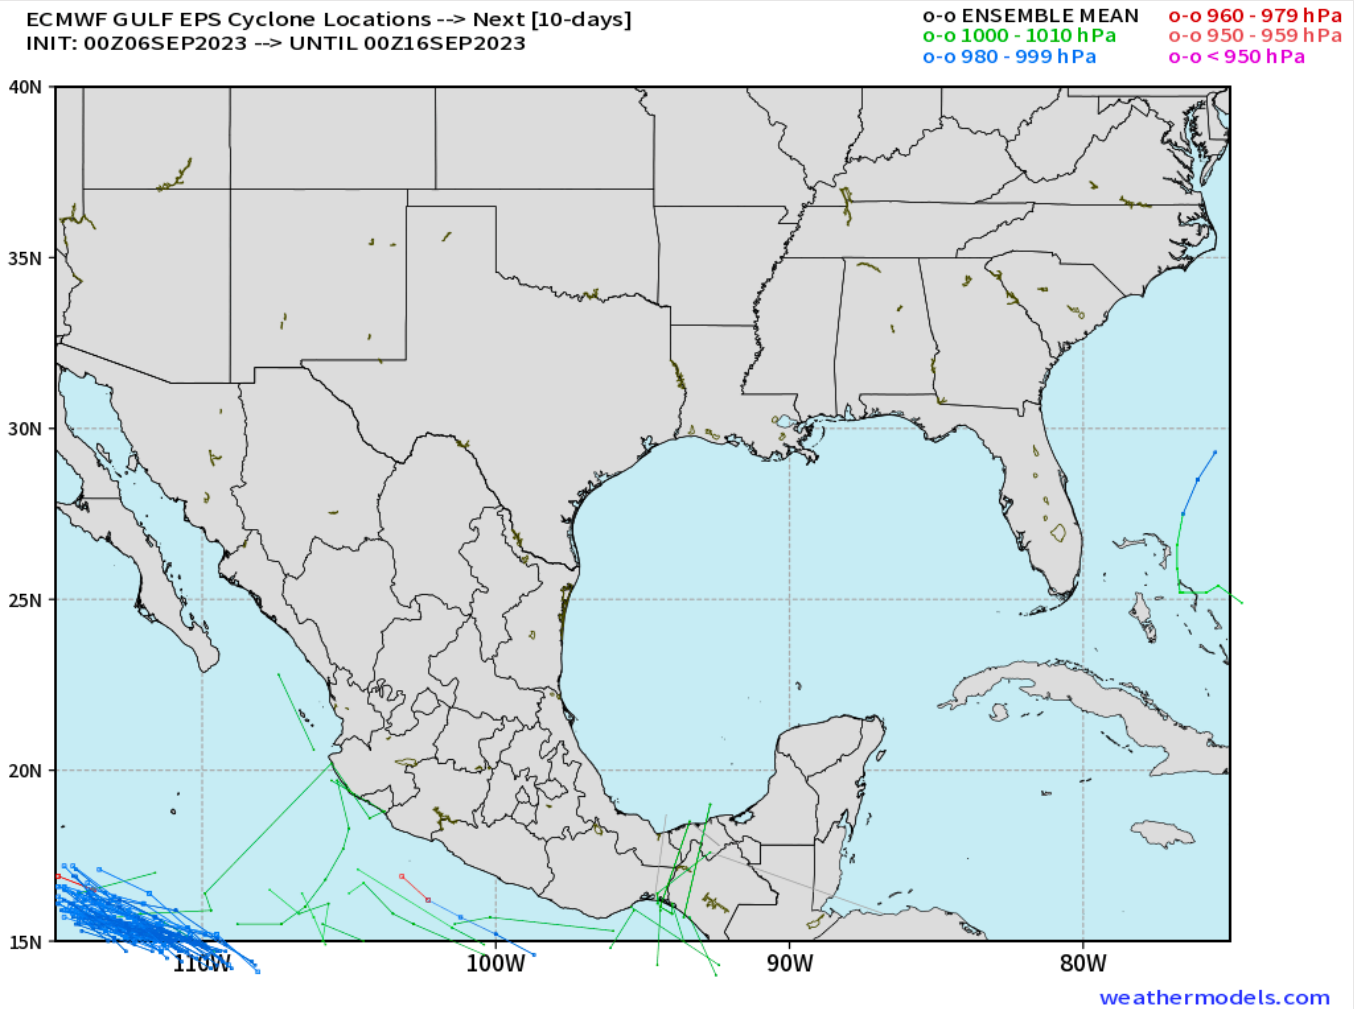 ECMWF GULF EPS Cyclone Locations --> Next [10-days]
INIT: 00Z06SEP2023 --> UNTIL 00Z16SEP2023
o-o ENSEMBLE MEAN
o-o 960 - 979 hPa
o-o 1000 - 1010 hPa
o-o 950 - 959 hPa
o-o 980 - 999 hPa
o-o < 950 hPa
40N
35N
30N
25N
20N
15N
110W
100W
90W
80W
weathermodels.com